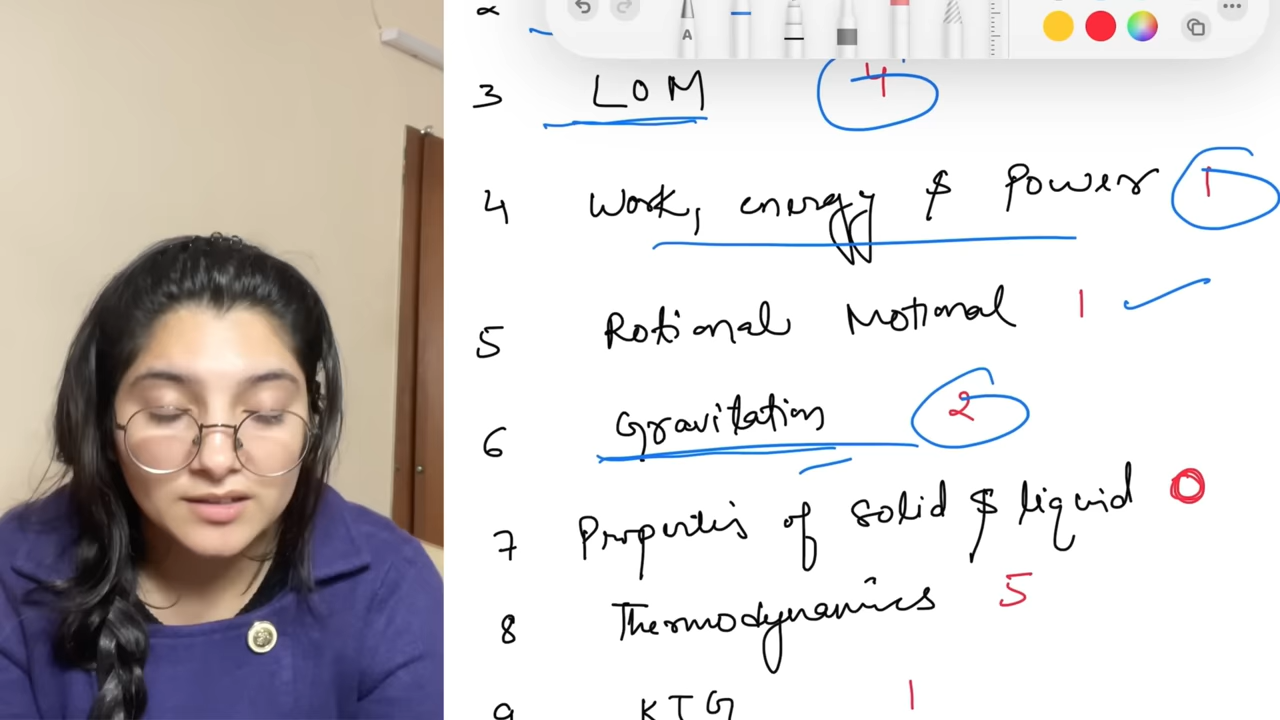 A
2
3 LOM 4
4 Work, energy $ Power 1
5 Rotional Motional 1
6 Gravitation 2
7 Properties of solid $ liquid O
8 Thermodynamics 5
9 KTG 1